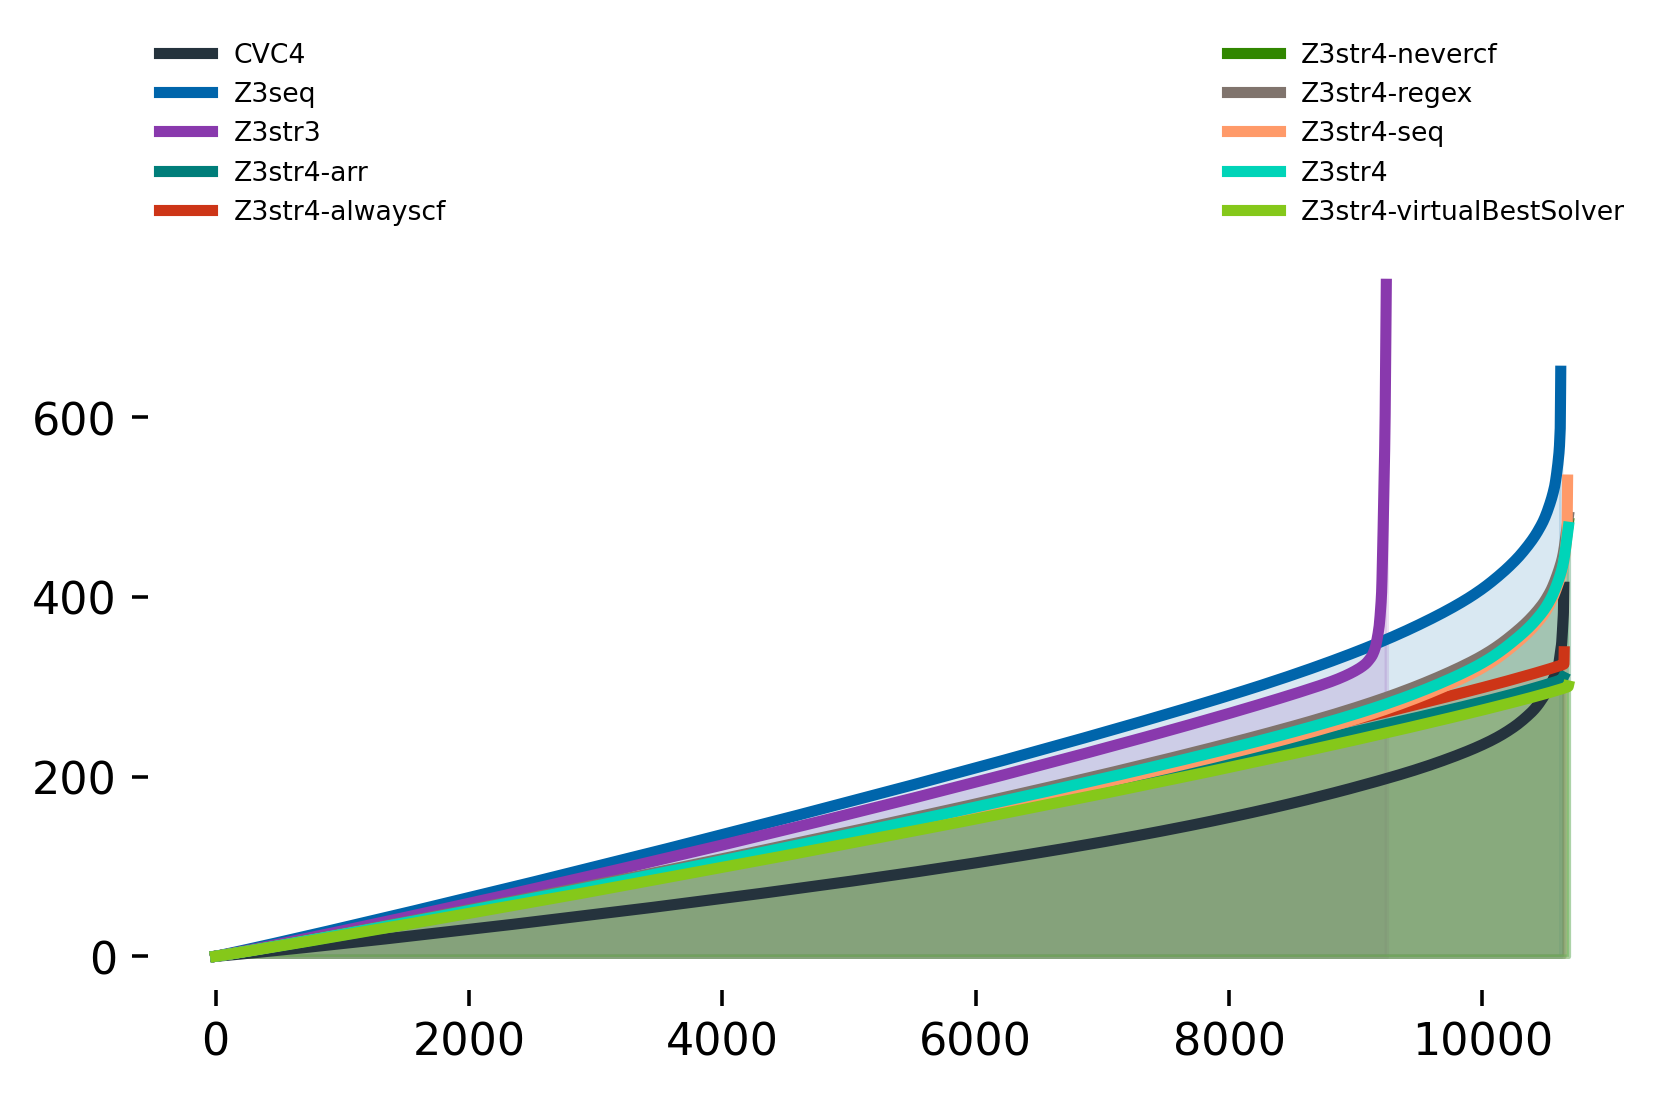 CVC4
Z3seq
Z3str3
Z3str4-arr
Z3str4-alwayscf
Z3str4-nevercf
Z3str4-regex
Z3str4-seq
Z3str4
Z3str4-virtualBestSolver
600
400
200
0
0 2000 4000 6000 8000 10000